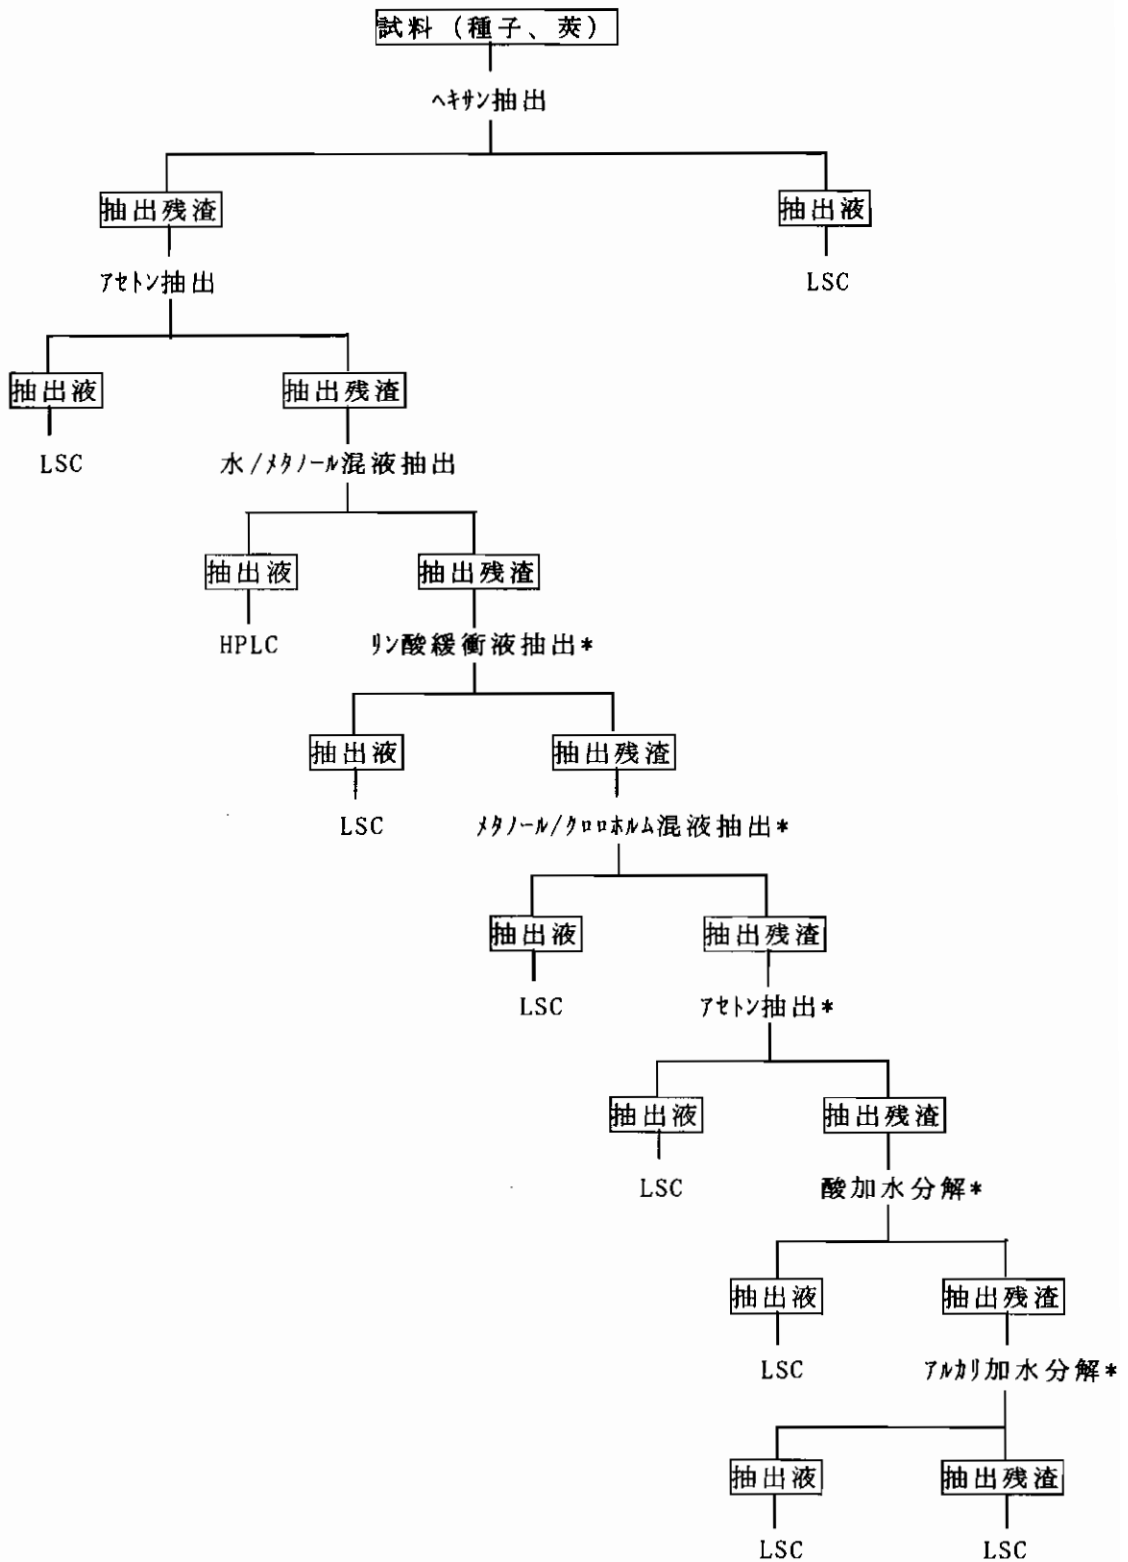 試料（種子、莢）
ヘキサン抽出
抽出残渣
抽出液
アセトン抽出
LSC
抽出液
抽出残渣
LSC
水/メタノール混液抽出
抽出液
抽出残渣
HPLC
リン酸緩衝液抽出*
抽出液
抽出残渣
LSC
メタノール/クロロホルム混液抽出*
抽出液
抽出残渣
LSC
アセトン抽出*
抽出液
抽出残渣
LSC
酸加水分解*
抽出液
抽出残渣
LSC
アルカリ加水分解*
抽出液
抽出残渣
LSC
LSC